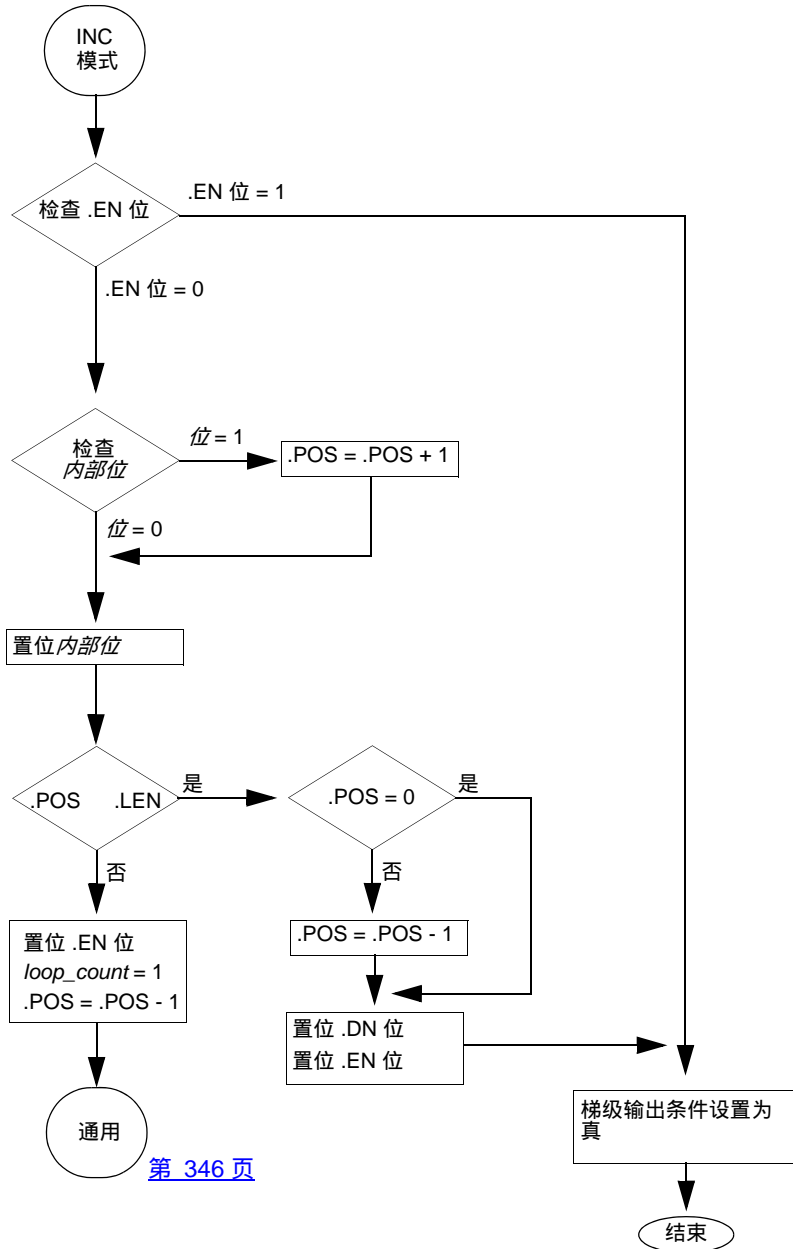 INC
模式
检查 .EN 位
.EN 位 = 1
.EN 位 = 0
检查
内部位
位 = 1
.POS = .POS + 1
位 = 0
置位内部位
.POS .LEN
是
.POS = 0
是
否
否
置位 .EN 位
loop_count = 1
.POS = .POS - 1
.POS = .POS - 1
置位 .DN 位
置位 .EN 位
通用
第 346 页
梯级输出条件设置为
真
结束